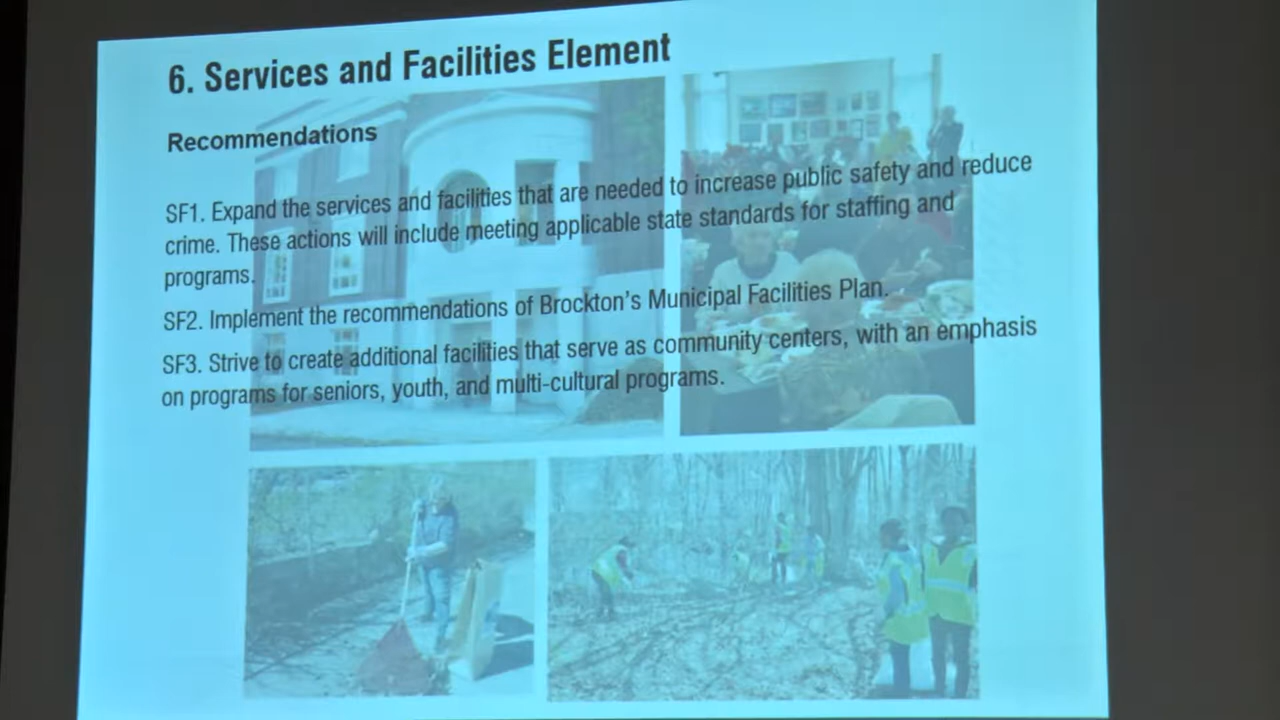 6. Services and Facilities Element
Recommendations
SF1. Expand the services and facilities that are needed to increase public safety and reduce
crime. These actions will include meeting applicable state standards for staffing and
programs.
SF2. Implement the recommendations of Brockton's Municipal Facilities Plan.
SF3. Strive to create additional facilities that serve as community centers, with an emphasis
on programs for seniors, youth, and multi-cultural programs.